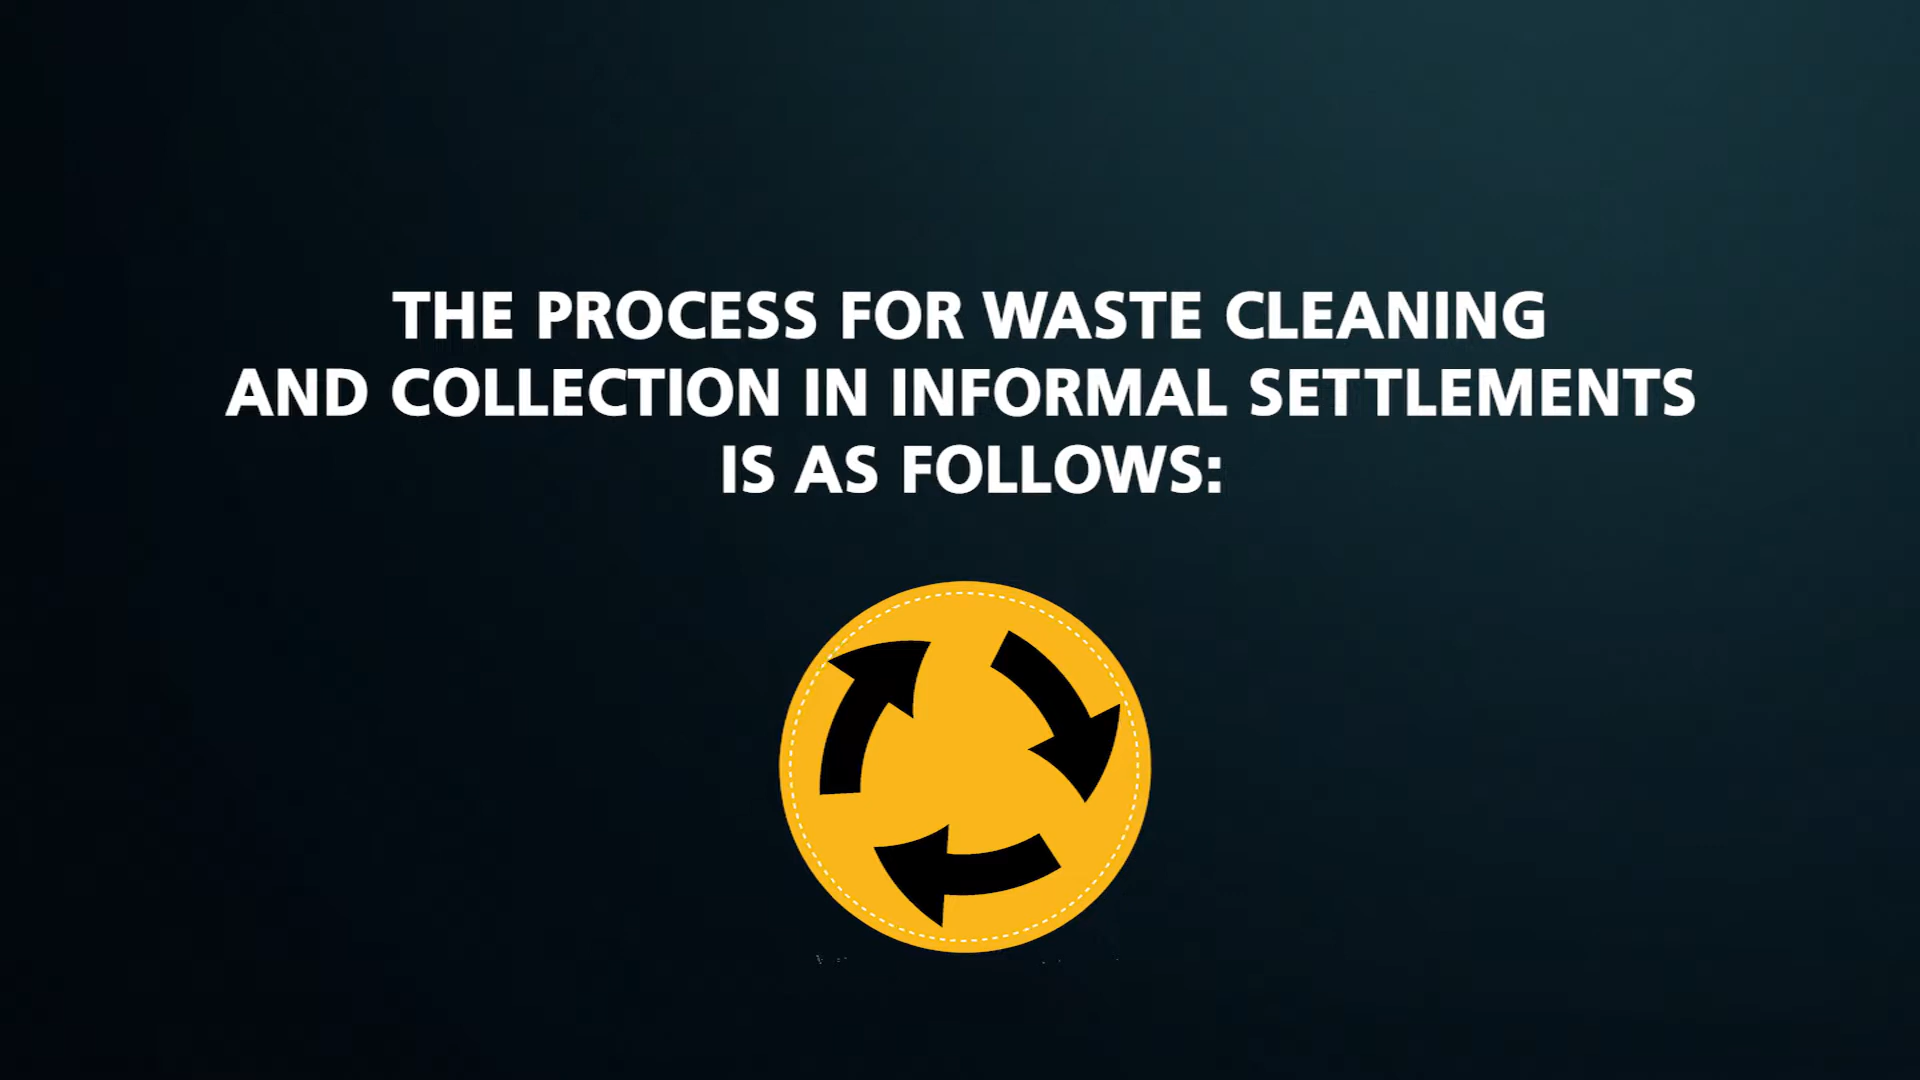 THE PROCESS FOR WASTE CLEANING
AND COLLECTION IN INFORMAL SETTLEMENTS
IS AS FOLLOWS: